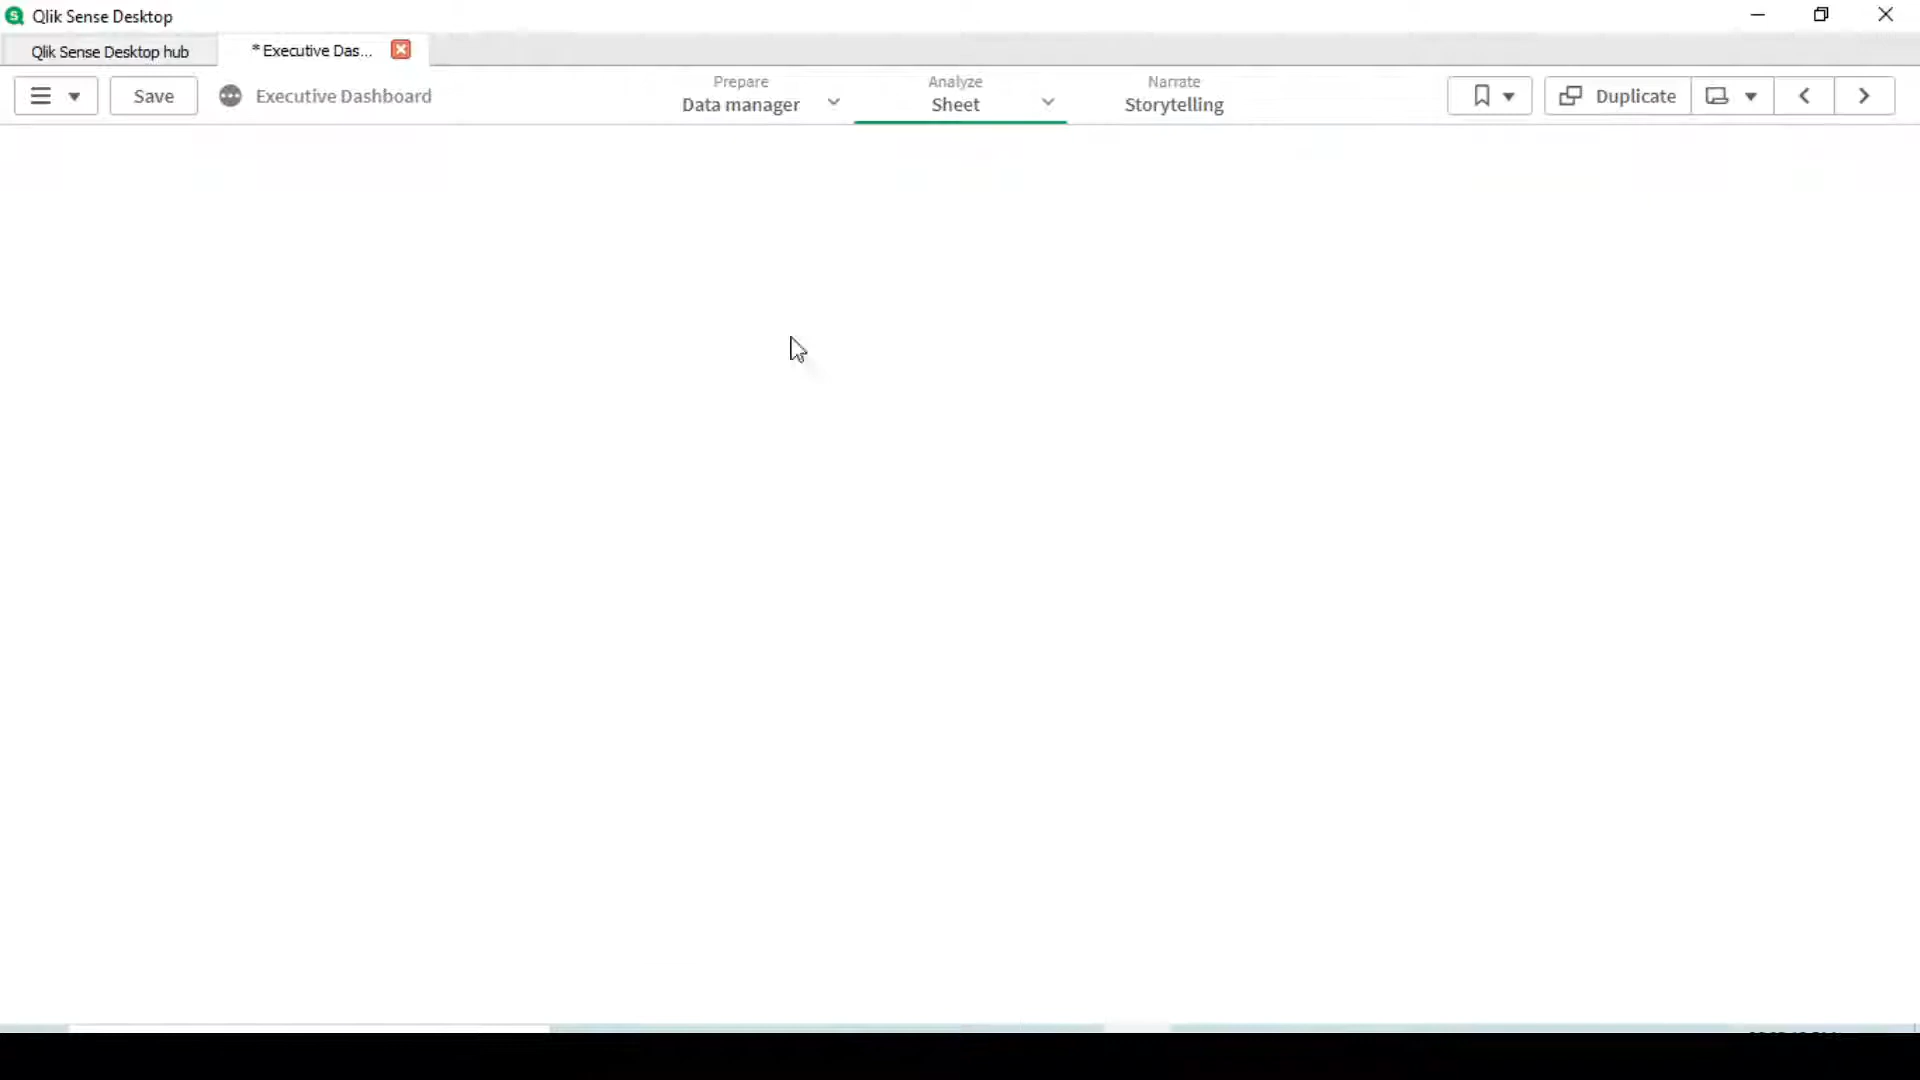 Qlik Sense Desktop
Qlik Sense Desktop hub
* Executive Das...
Save
Executive Dashboard
Prepare
Data manager
Analyze
Sheet
Narrate
Storytelling
Duplicate